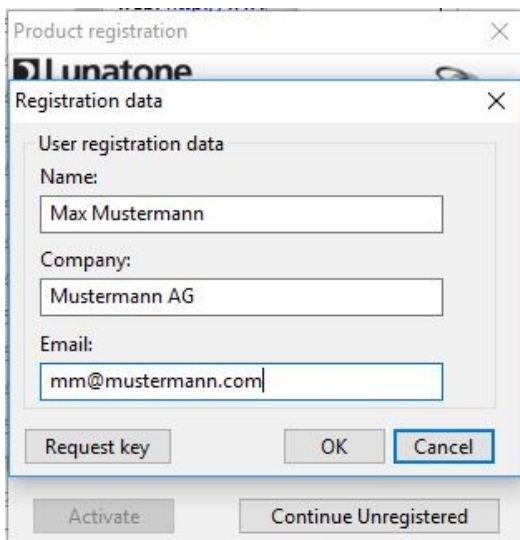 Product registration
Lunatone
Registration data
User registration data
Name:
Max Mustermann
Company:
Mustermann AG
Email:
mm@mustermann.com
Request key
OK
Cancel
Activate
Continue Unregistered